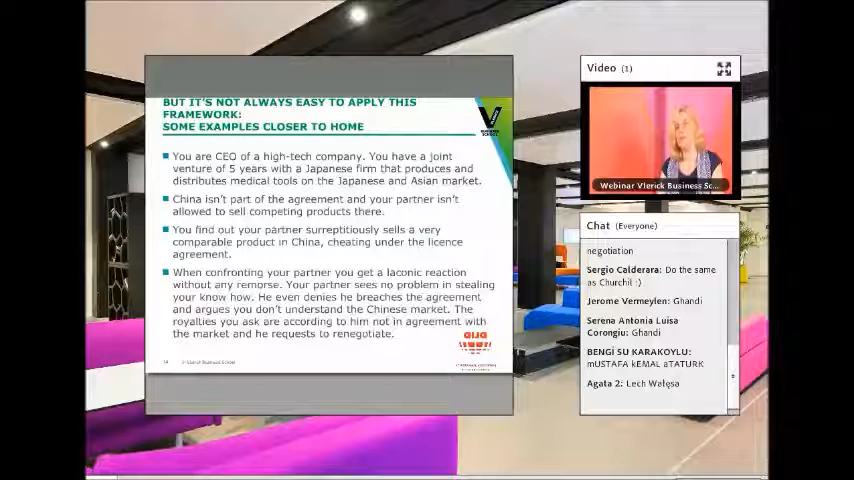 BUT IT'S NOT ALWAYS EASY TO APPLY THIS
FRAMEWORK:
SOME EXAMPLES CLOSER TO HOME
You are CEO of a high-tech company. You have a joint
venture of 5 years with a Japanese firm that produces and
distributes medical tools on the Japanese and Asian market.
China isn't part of the agreement and your partner isn't
allowed to sell competing products there.
You find out your partner surreptitiously sells a very
comparable product in China, cheating under the licence
agreement.
When confronting your partner you get a laconic reaction
without any remorse. Your partner sees no problem in stealing
your know how. He even denies he breaches the agreement
and argues you don't understand the Chinese market. The
royalties you ask are according to him not in agreement with
the market and he requests to renegotiate.
© Vlerick Business School
Video (1)
Webinar Vlerick Business Sc...
Chat (Everyone)
negotiation
Sergio Calderara: Do the same
as Churchil :)
Jerome Vermeylen: Ghandi
Serena Antonia Luisa
Corongiu: Ghandi
BENGİ SU KARAKOYLU:
mUSTAFA kEMAL aTATURK
Agata 2: Lech Wałęsa